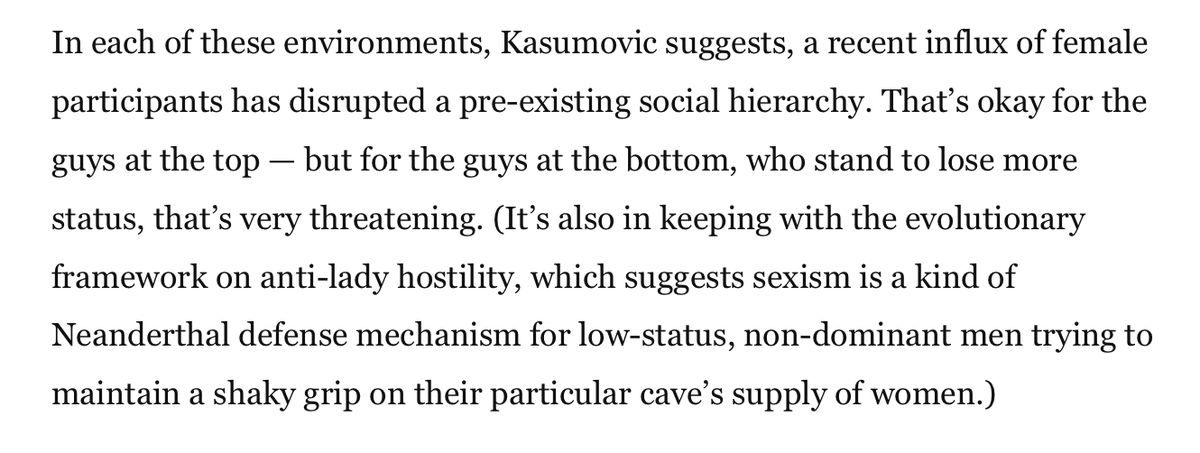 In each of these environments, Kasumovic suggests, a recent influx of female
participants has disrupted a pre-existing social hierarchy. That’s okay for the
guys at the top — but for the guys at the bottom, who stand to lose more
status, that’s very threatening. (It’s also in keeping with the evolutionary
framework on anti-lady hostility, which suggests sexism is a kind of
Neanderthal defense mechanism for low-status, non-dominant men trying to
maintain a shaky grip on their particular cave’s supply of women.)